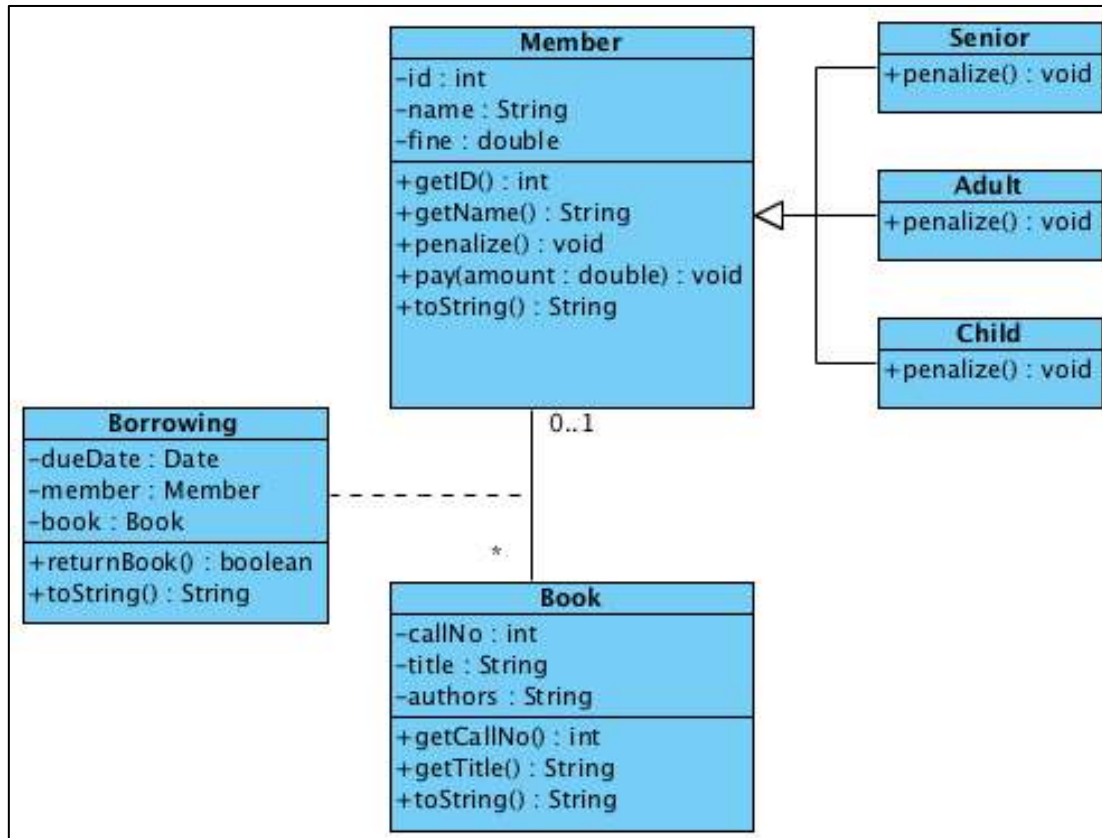 Member
-id : int
-name : String
-fine : double
+getID() : int
+getName() : String
+penalize() : void
+pay(amount : double) : void
+toString() : String
Senior
+penalize() : void
Adult
+penalize() : void
Child
+penalize() : void
0..1
Borrowing
-dueDate : Date
-member : Member
-book : Book
+returnBook() : boolean
+toString() : String
*
Book
-callNo : int
-title : String
-authors : String
+getCallNo() : int
+getTitle() : String
+toString() : String